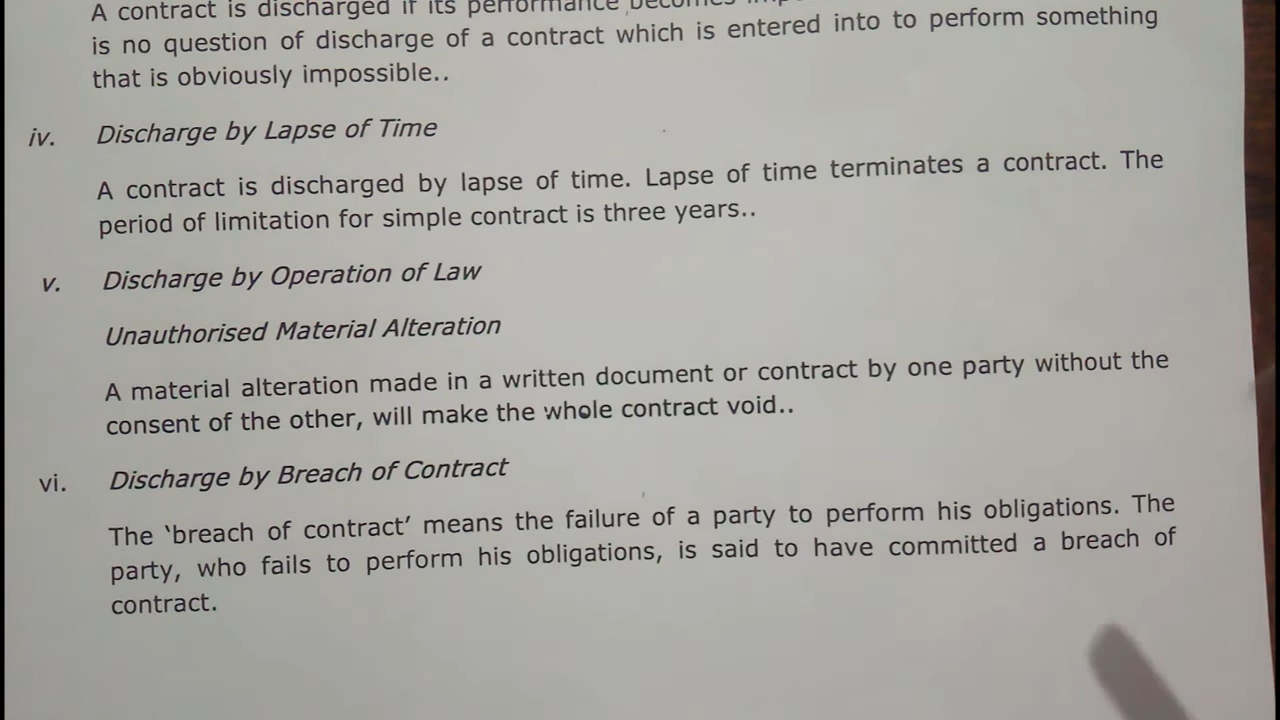 A contract is discharged if its performance becomes
is no question of discharge of a contract which is entered into to perform something
that is obviously impossible..
iv. Discharge by Lapse of Time
A contract is discharged by lapse of time. Lapse of time terminates a contract. The
period of limitation for simple contract is three years..
v. Discharge by Operation of Law
Unauthorised Material Alteration
A material alteration made in a written document or contract by one party without the
consent of the other, will make the whole contract void..
vi. Discharge by Breach of Contract
The ‘breach of contract’ means the failure of a party to perform his obligations. The
party, who fails to perform his obligations, is said to have committed a breach of
contract.